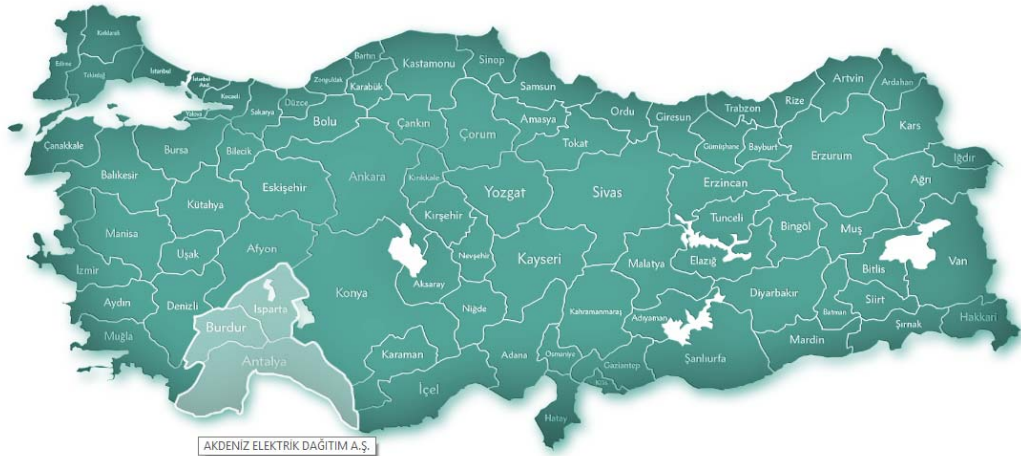 Kırklareli
Edirne
Tekirdağ
İstanbul
İstanbul
And.
Kocaeli
Yalova
Sakarya
Düzce
Zonguldak
Bartın
Karabük
Kastamonu
Sinop
Samsun
Ordu
Giresun
Trabzon
Rize
Artvin
Ardahan
Kars
Iğdır
Çanakkale
Balıkesir
Bursa
Bilecik
Bolu
Çankırı
Çorum
Amasya
Tokat
Gümüşhane
Bayburt
Erzurum
Ağrı
Eskişehir
Ankara
Kırıkkale
Yozgat
Sivas
Erzincan
Kütahya
Kırşehir
Tunceli
Bingöl
Muş
Manisa
Uşak
Afyon
Nevşehir
Kayseri
Malatya
Elazığ
Bitlis
Van
İzmir
Aydın
Denizli
Isparta
Konya
Aksaray
Niğde
Kahramanmaraş
Adıyaman
Diyarbakır
Batman
Siirt
Şırnak
Hakkari
Muğla
Burdur
Antalya
Karaman
İçel
Adana
Osmaniye
Gaziantep
Kilis
Şanlıurfa
Mardin
Hatay
AKDENİZ ELEKTRİK DAĞITIM A.Ş.